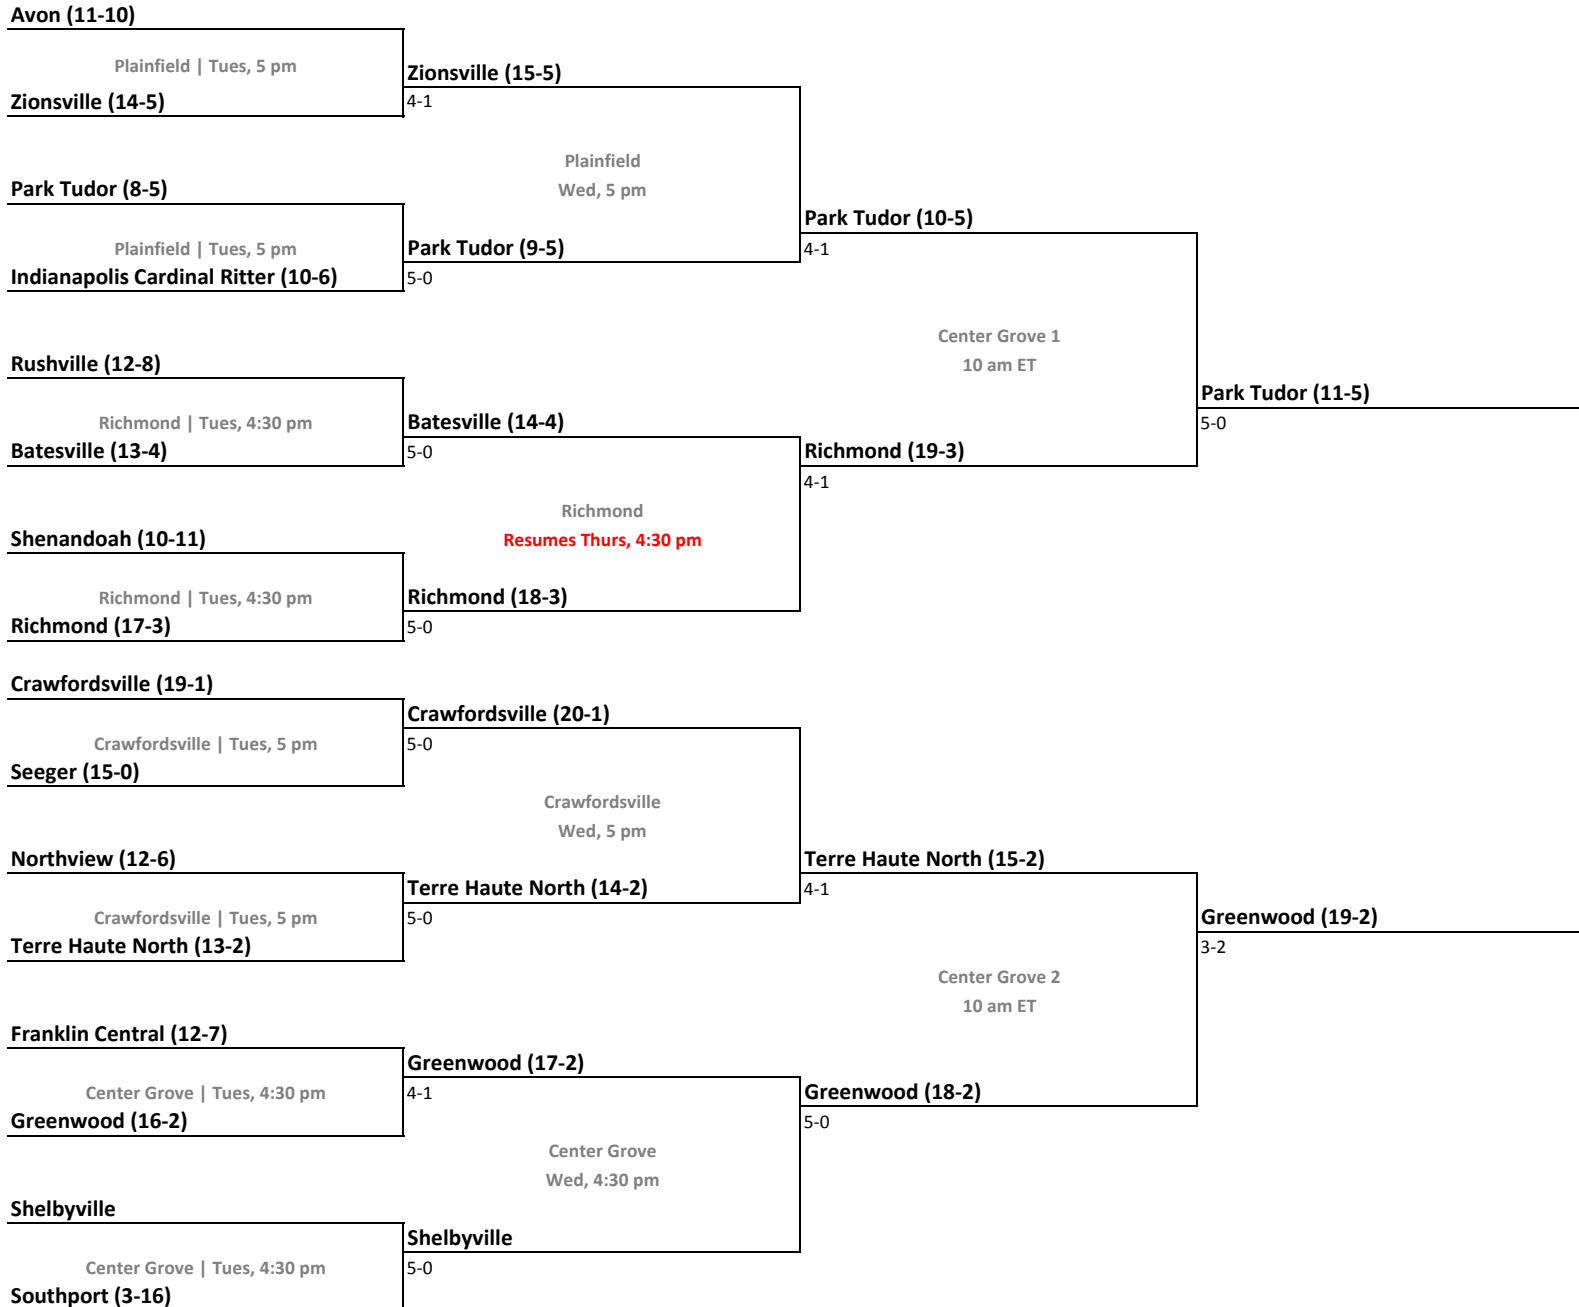 Avon (11-10)
Plainfield | Tues, 5 pm
Zionsville (15-5)
Zionsville (14-5)
4-1
Plainfield
Park Tudor (8-5)
Wed, 5 pm
Park Tudor (10-5)
Plainfield | Tues, 5 pm
Park Tudor (9-5)
4-1
Indianapolis Cardinal Ritter (10-6)
5-0
Center Grove 1
Rushville (12-8)
10 am ET
Park Tudor (11-5)
Richmond | Tues, 4:30 pm
Batesville (14-4)
5-0
Batesville (13-4)
5-0
Richmond (19-3)
4-1
Richmond
Shenandoah (10-11)
Resumes Thurs, 4:30 pm
Richmond | Tues, 4:30 pm
Richmond (18-3)
Richmond (17-3)
5-0
Crawfordsville (19-1)
Crawfordsville (20-1)
Crawfordsville | Tues, 5 pm
5-0
Seeger (15-0)
Crawfordsville
Wed, 5 pm
Northview (12-6)
Terre Haute North (15-2)
Terre Haute North (14-2)
4-1
Crawfordsville | Tues, 5 pm
5-0
Greenwood (19-2)
Terre Haute North (13-2)
3-2
Center Grove 2
10 am ET
Franklin Central (12-7)
Greenwood (17-2)
Center Grove | Tues, 4:30 pm
4-1
Greenwood (18-2)
Greenwood (16-2)
5-0
Center Grove
Wed, 4:30 pm
Shelbyville
Shelbyville
Center Grove | Tues, 4:30 pm
5-0
Southport (3-16)